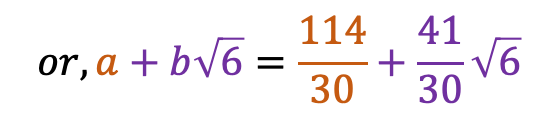 or, a + b√6 = 114/30 + 41/30 √6